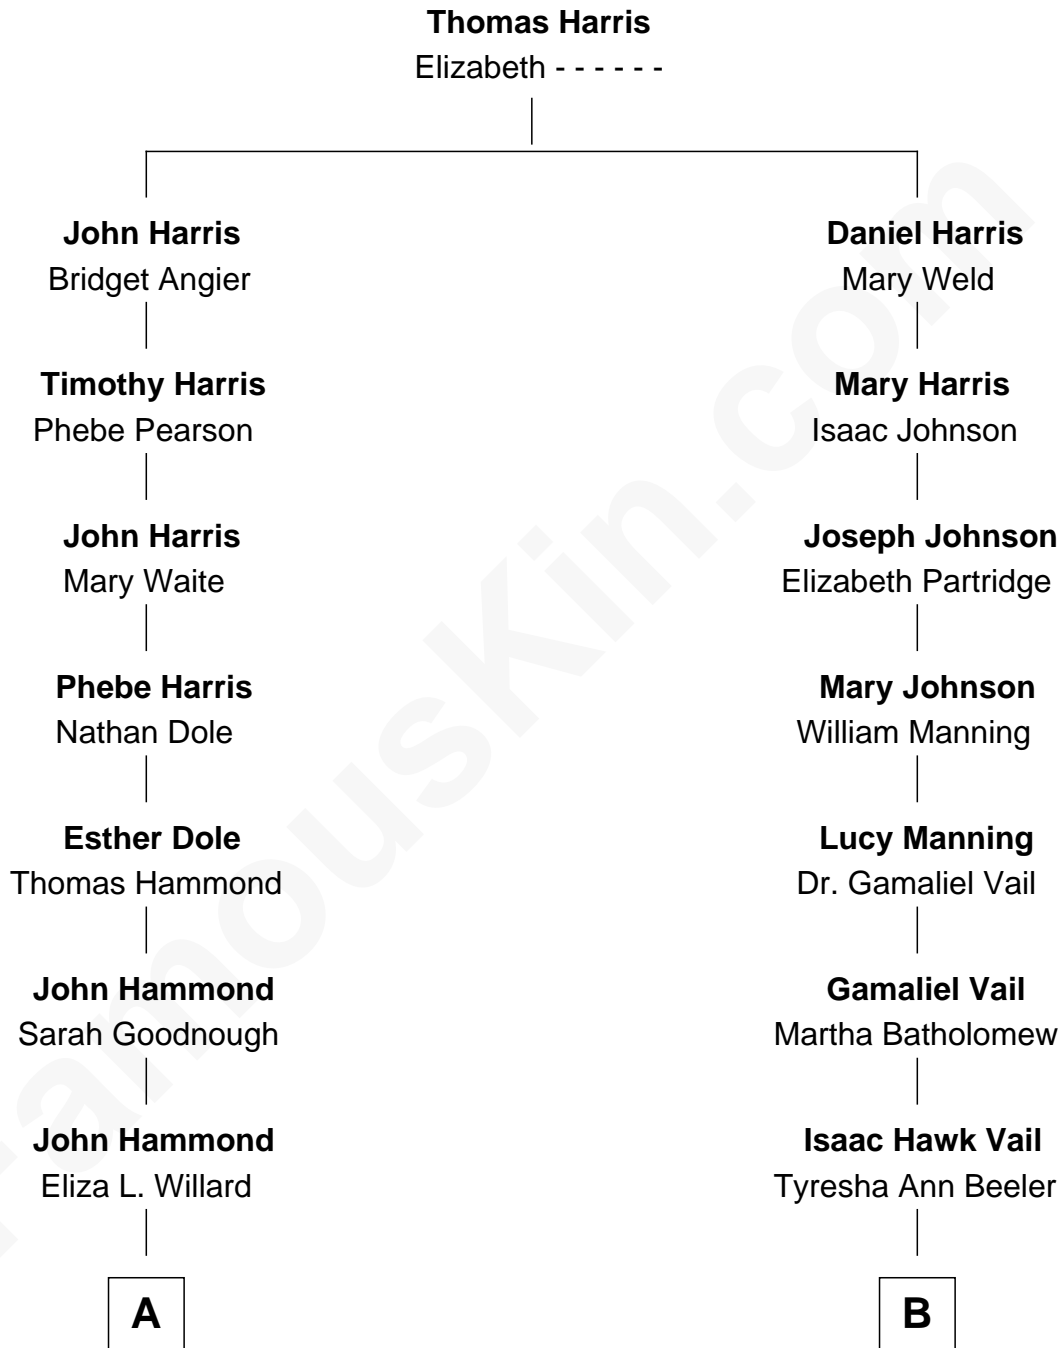 Thomas Harris
Elizabeth - - - - - -
John Harris
Bridget Angier
Daniel Harris
Mary Weld
Timothy Harris
Phebe Pearson
Mary Harris
Isaac Johnson
John Harris
Mary Waite
Joseph Johnson
Elizabeth Partridge
Phebe Harris
Nathan Dole
Mary Johnson
William Manning
Esther Dole
Thomas Hammond
Lucy Manning
Dr. Gamaliel Vail
John Hammond
Sarah Goodnough
Gamaliel Vail
Martha Batholomew
John Hammond
Eliza L. Willard
Isaac Hawk Vail
Tyresha Ann Beeler
A
B
FamousKin.com